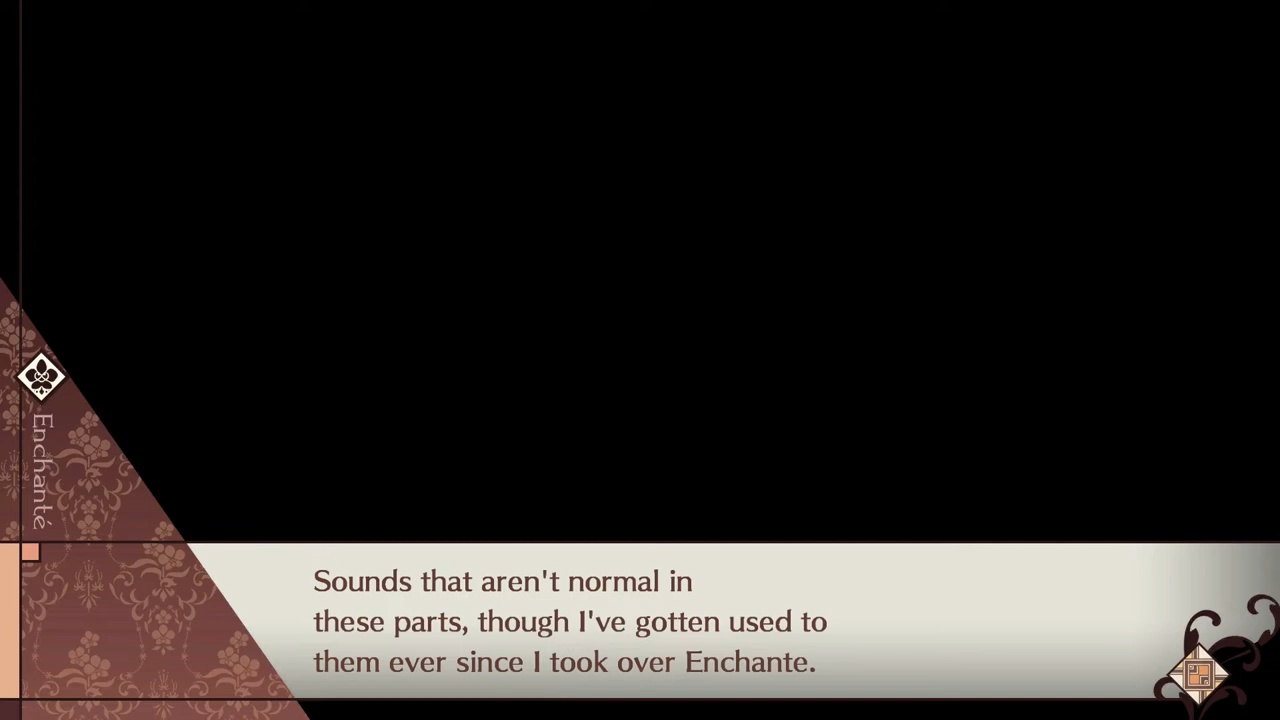 Enchanté
Sounds that aren't normal in
these parts, though I've gotten used to
them ever since I took over Enchante.